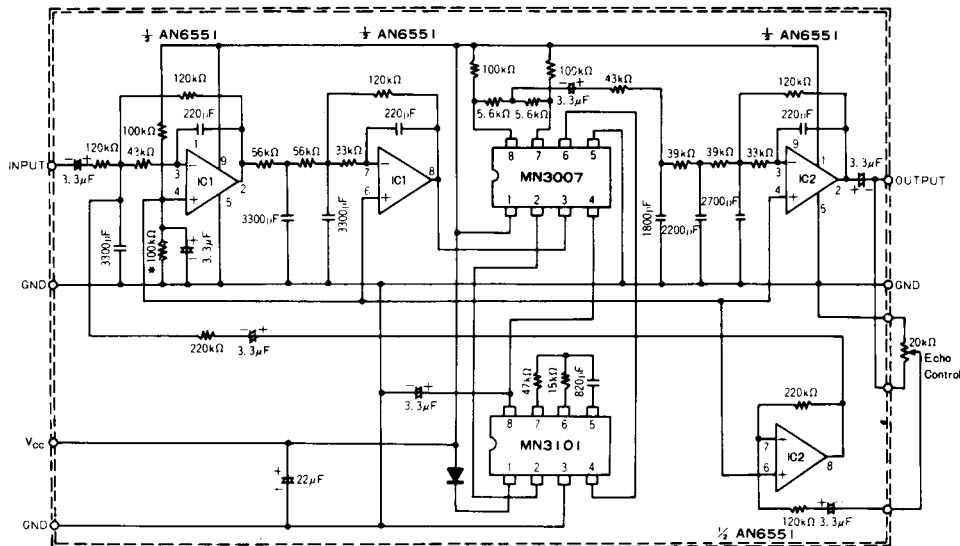 ½ AN6551
½ AN6551
½ AN6551
120kΩ
220pF
100kΩ
INPUT
3.3µF
120kΩ
43kΩ
1
3
4
9
5
2
IC1
3300pF
✱100kΩ
3.3µF
56kΩ
56kΩ
33kΩ
3300pF
3300pF
120kΩ
220pF
7
6
8
IC1
100kΩ
100kΩ
5.6kΩ
5.6kΩ
3.3µF
43kΩ
8
7
6
5
MN3007
1
2
3
4
39kΩ
39kΩ
33kΩ
1800pF
2200pF
2700pF
120kΩ
220pF
9
3
4
1
5
2
IC2
3.3µF
OUTPUT
GND
GND
220kΩ
3.3µF
20kΩ
Echo
Control
3.3µF
47kΩ
15kΩ
820pF
8
7
6
5
MN3101
1
2
3
4
VCC
22µF
GND
220kΩ
7
6
8
IC2
120kΩ
3.3µF
½ AN6551